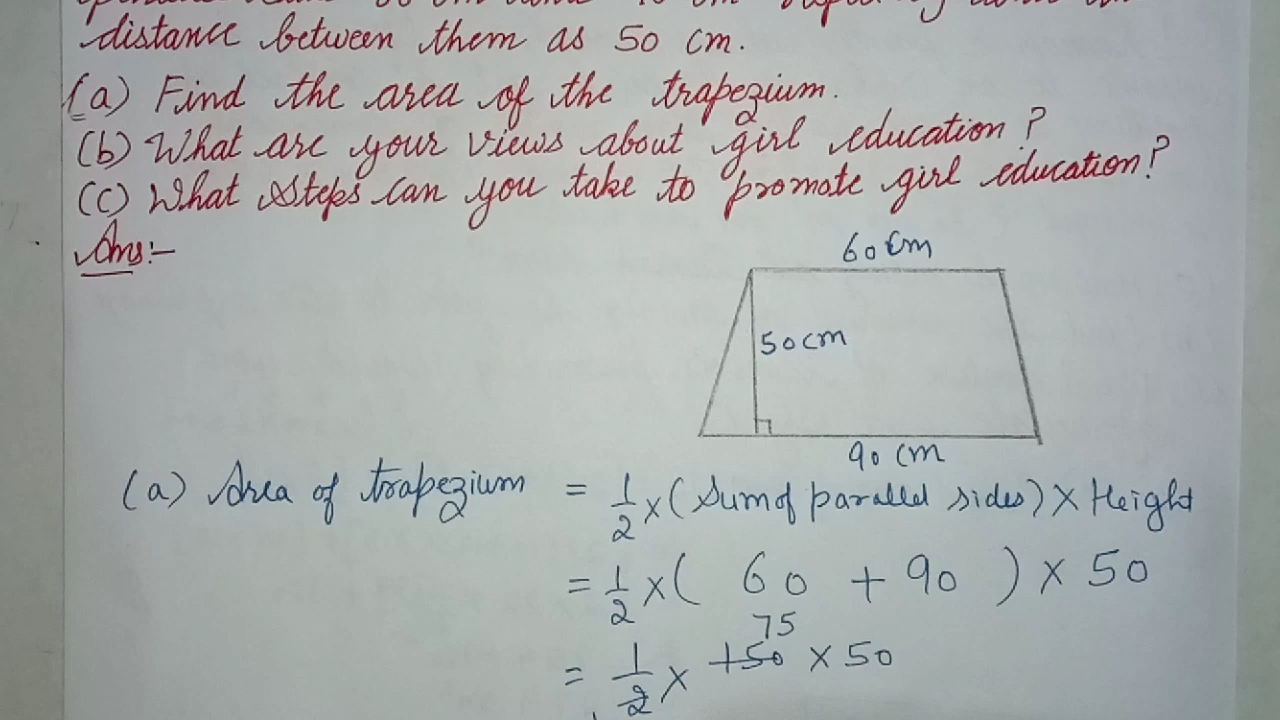 distance between them as 50 cm.
(a) Find the area of the trapezium.
(b) What are your views about girl education?
(c) What steps can you take to promote girl education?
Ans:-
60 cm
50 cm
90 cm
(a) Area of trapezium = 1/2 × (Sum of parallel sides) × Height
= 1/2 × ( 60 + 90 ) × 50
75
= 1/2 × 150 × 50